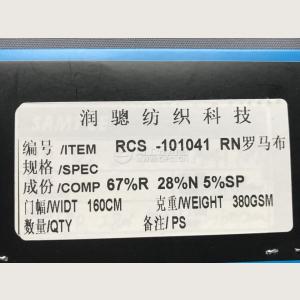 润骢纺织科技
编号/ITEM RCS -101041 RN罗马布
规格/SPEC
成份/COMP 67%R 28%N 5%SP
门幅/WIDT 160CM 克重/WEIGHT 380GSM
数量/QTY 备注/PS